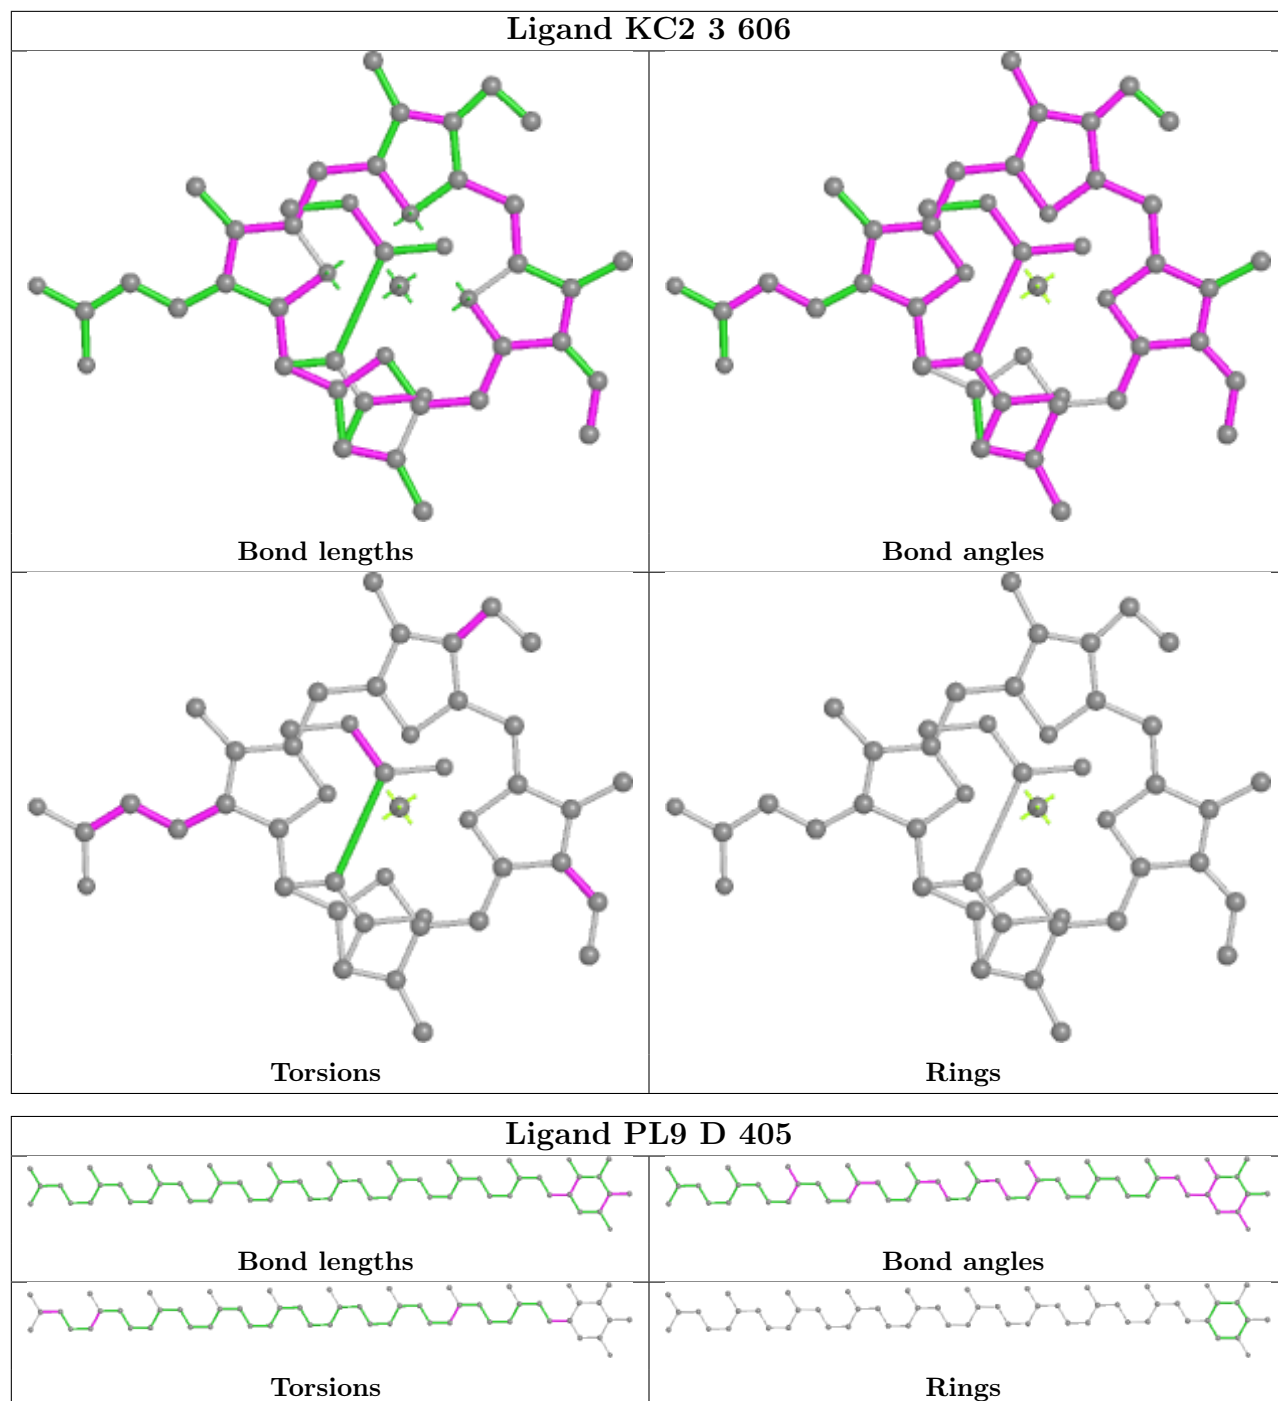 Ligand KC2 3 606
Bond lengths
Bond angles
Torsions
Rings
Ligand PL9 D 405
Bond lengths
Bond angles
Torsions
Rings